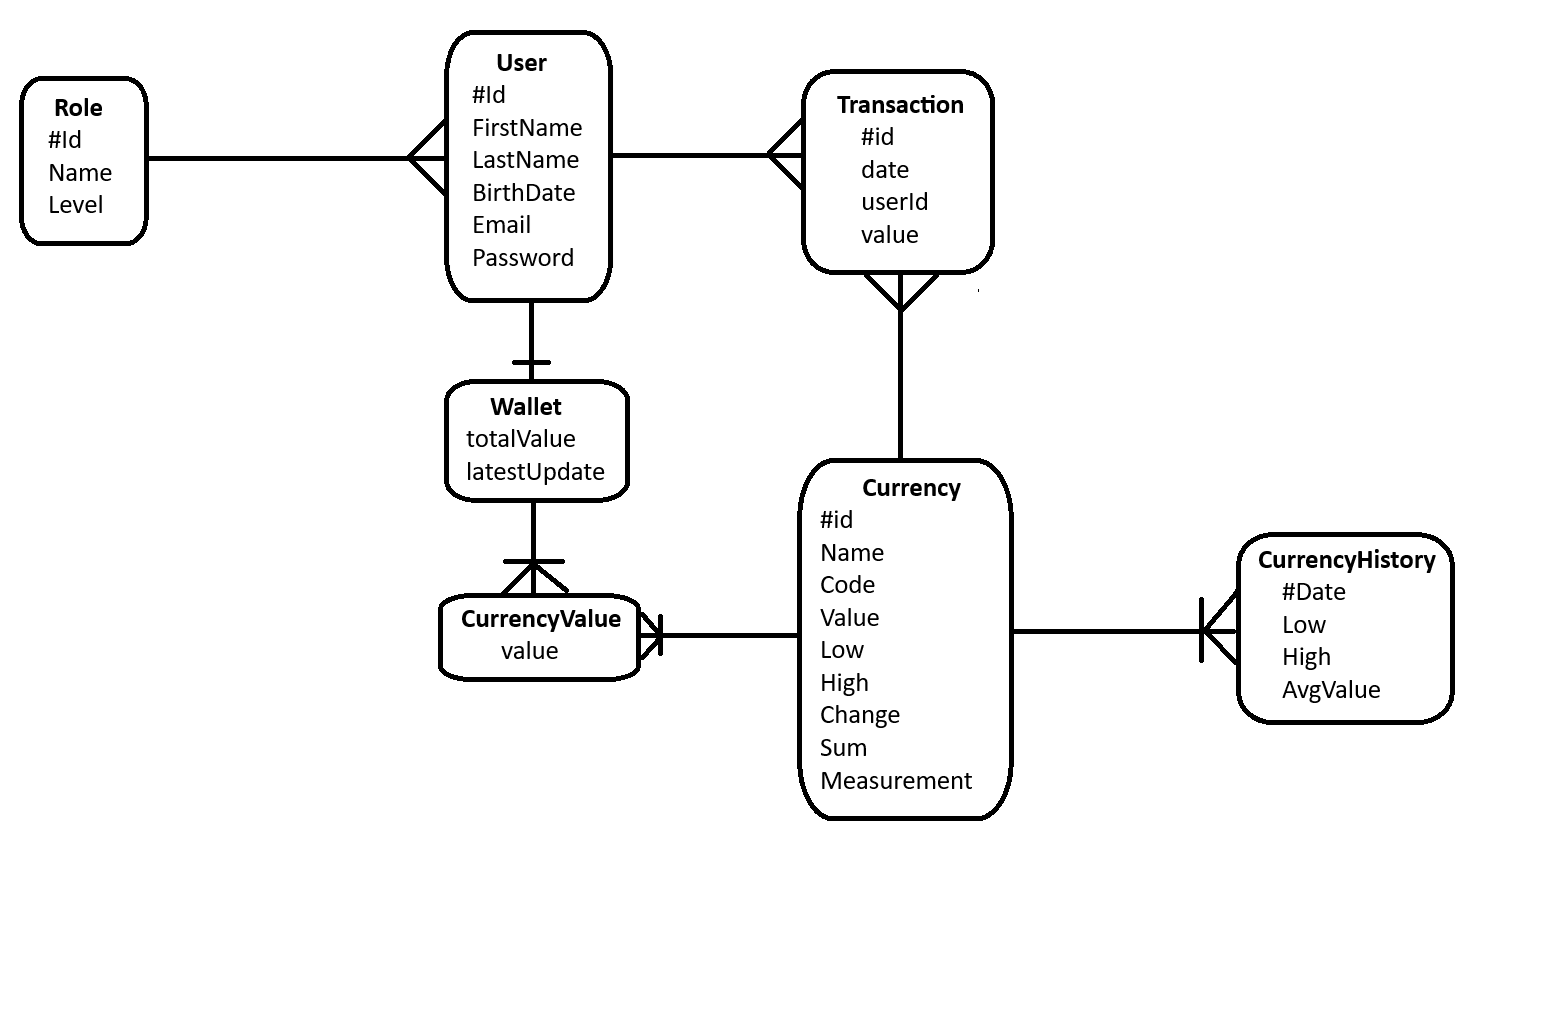 Role
#Id
Name
Level
User
#Id
FirstName
LastName
BirthDate
Email
Password
Transaction
#id
date
userId
value
Wallet
totalValue
latestUpdate
CurrencyValue
value
Currency
#id
Name
Code
Value
Low
High
Change
Sum
Measurement
CurrencyHistory
#Date
Low
High
AvgValue